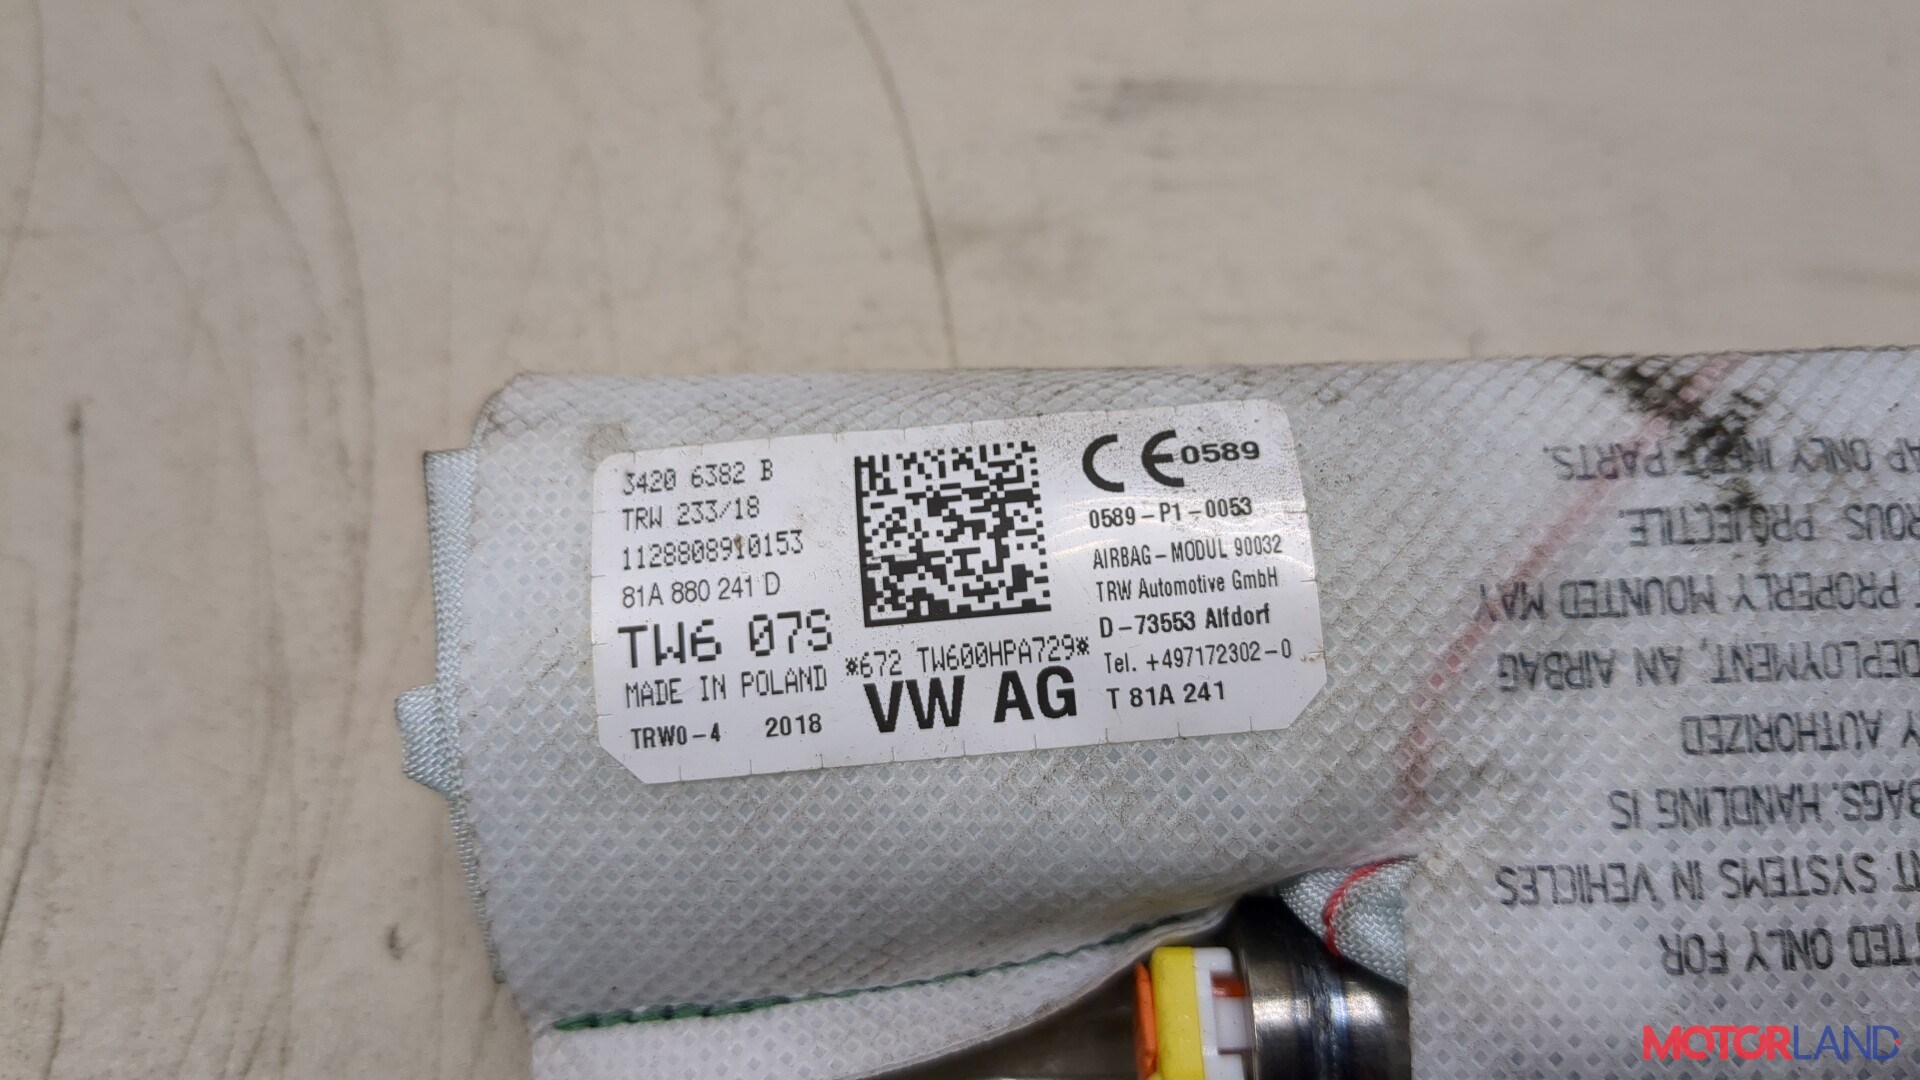 3420 6382 B
TRW 233/18
1128808910153
81A 880 241 D
TW6 07S
MADE IN POLAND
TRW0-4 2018
*672 TW600HPA729*
VW AG
CE0589
0589-P1-0053
AIRBAG-MODUL 90032
TRW Automotive GmbH
D-73553 Alfdorf
Tel. +497172302-0
T 81A 241
TTED ONLY FOR
T SYSTEMS IN VEHICLES
BAGS. HANDLING IS
Y AUTHORIZED
DEPLOYMENT, AN AIRBAG
PROPERLY MOUNTED MAY
ROUS PROJECTILE.
AP ONLY INERT PARTS.
MOTORLAND